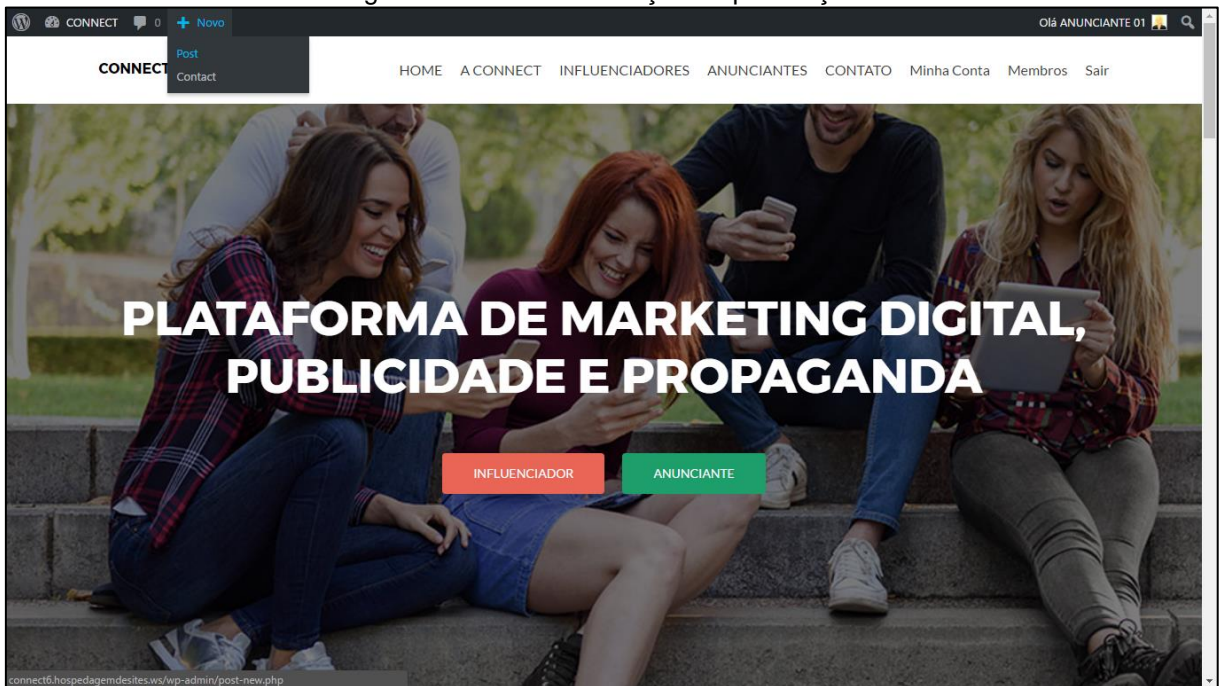 CONNECT 0 + Novo Olá ANUNCIANTE 01
Post
Contact
CONNECT HOME A CONNECT INFLUENCIADORES ANUNCIANTES CONTATO Minha Conta Membros Sair
PLATAFORMA DE MARKETING DIGITAL,
PUBLICIDADE E PROPAGANDA
INFLUENCIADOR ANUNCIANTE
connect6.hospedagemdesites.ws/wp-admin/post-new.php